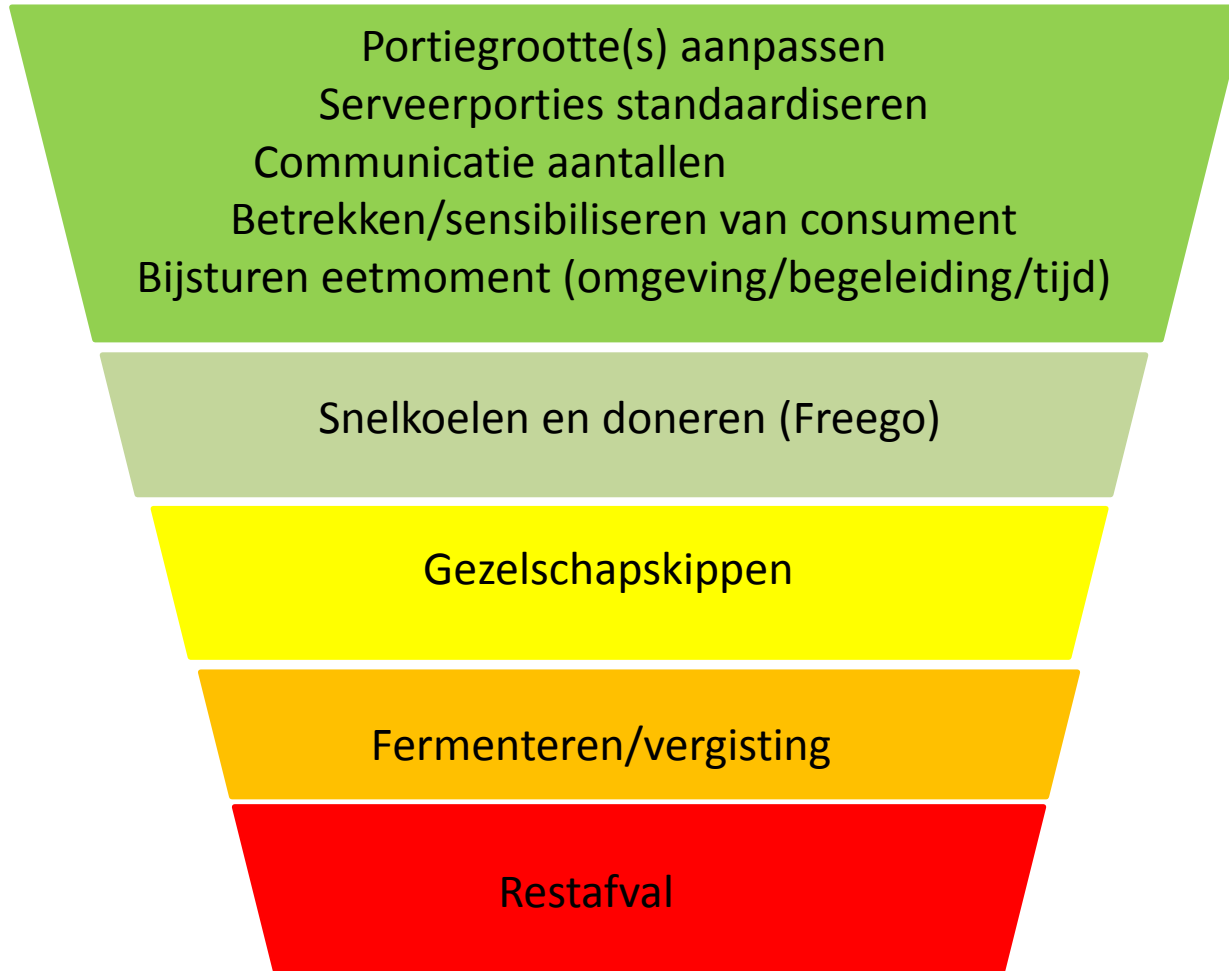 Portiegrootte(s) aanpassen
Serveerporties standaardiseren
Communicatie aantallen
Betrekken/sensibiliseren van consument
Bijsturen eetmoment (omgeving/begeleiding/tijd)
Snelkoelen en doneren (Freego)
Gezelschapskippen
Fermenteren/vergisting
Restafval